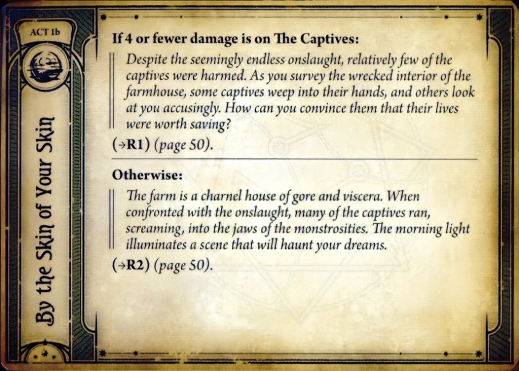 ACT 1b
By the Skin of Your Skin
If 4 or fewer damage is on The Captives:
Despite the seemingly endless onslaught, relatively few of the
captives were harmed. As you survey the wrecked interior of the
farmhouse, some captives weep into their hands, and others look
at you accusingly. How can you convince them that their lives
were worth saving?
(→R1) (page 50).
Otherwise:
The farm is a charnel house of gore and viscera. When
confronted with the onslaught, many of the captives ran,
screaming, into the jaws of the monstrosities. The morning light
illuminates a scene that will haunt your dreams.
(→R2) (page 50).